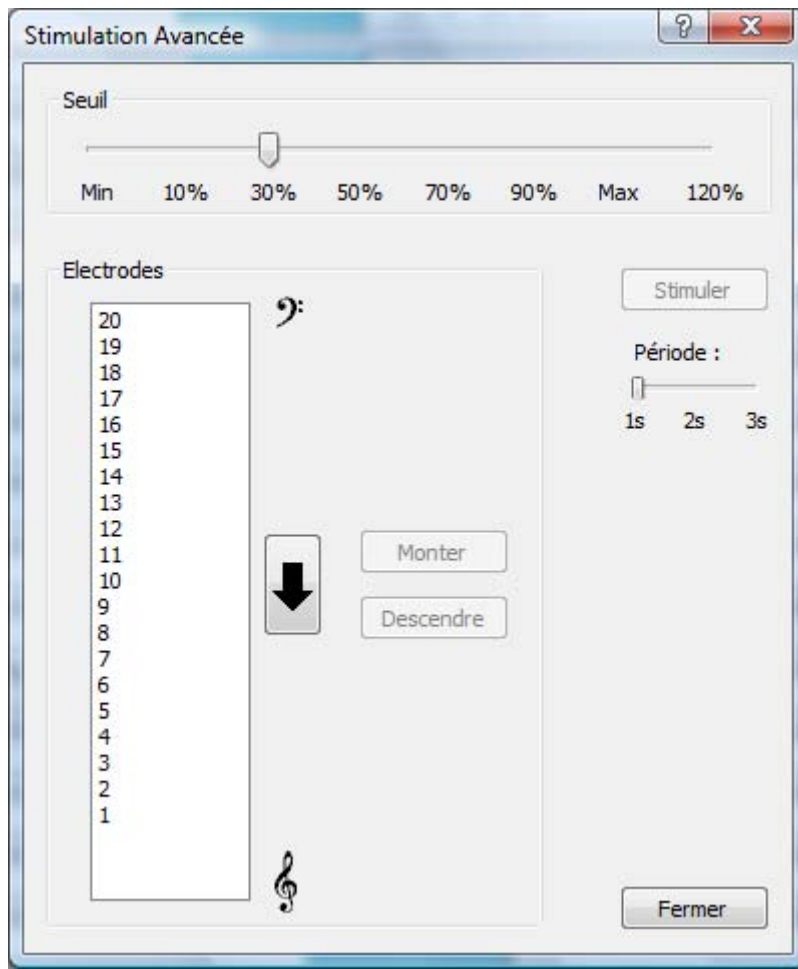 Stimulation Avancée
Seuil
Min 10% 30% 50% 70% 90% Max 120%
Electrodes
20
19
18
17
16
15
14
13
12
11
10
9
8
7
6
5
4
3
2
1
Monter
Descendre
Stimuler
Période :
1s 2s 3s
Fermer